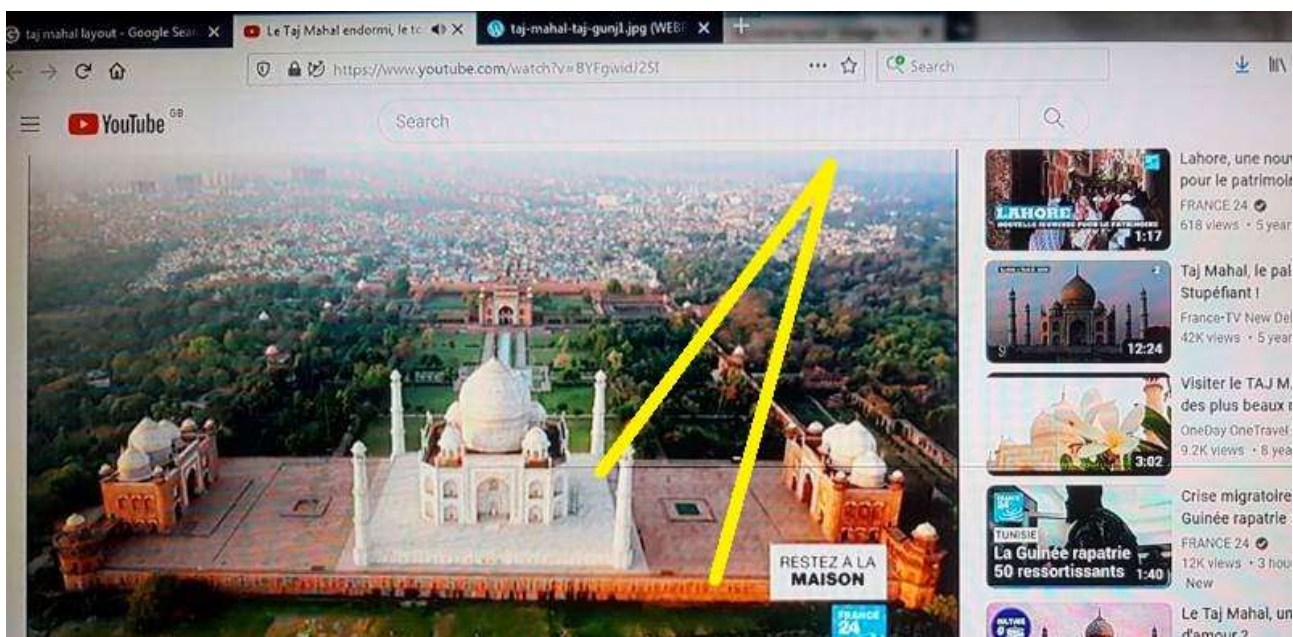 taj mahal layout - Google Sear
Le Taj Mahal endormi, le to
taj-mahal-taj-gunj1.jpg (WEBP
https://www.youtube.com/watch?v=BYFgwidJ2SI
Search
YouTube GB
Search
LAHORE
1:17
Lahore, une nouv
pour le patrimoin
FRANCE 24
618 views • 5 year
12:24
Taj Mahal, le pal
Stupéfiant !
France•TV New Del
42K views • 5 year
3:02
Visiter le TAJ M
des plus beaux
OneDay OneTravel
9.2K views • 8 yea
FRANCE
24
TUNISIE
La Guinée rapatrie
50 ressortissants
1:40
Crise migratoire
Guinée rapatrie
FRANCE 24
12K views • 3 hou
New
Le Taj Mahal, un
d'amour ?
RESTEZ A LA
MAISON
FRANCE
24